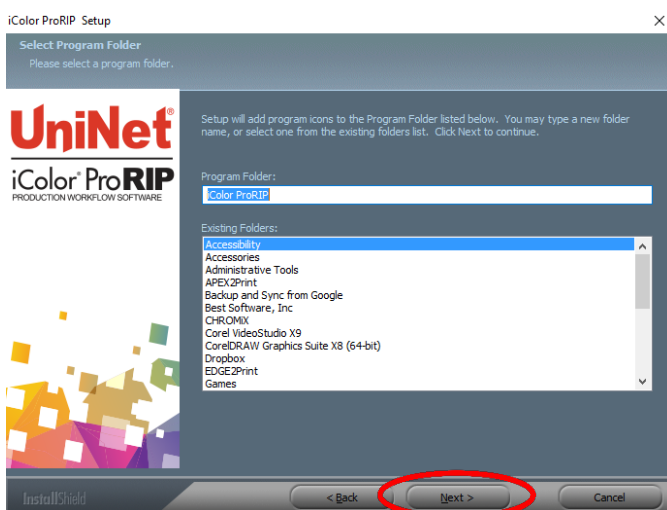 iColor ProRIP Setup
Select Program Folder
Please select a program folder.
UniNet®
iColor® ProRIP
PRODUCTION WORKFLOW SOFTWARE
Setup will add program icons to the Program Folder listed below. You may type a new folder
name, or select one from the existing folders list. Click Next to continue.
Program Folder:
iColor ProRIP
Existing Folders:
Accessibility
Accessories
Administrative Tools
APEX2Print
Backup and Sync from Google
Best Software, Inc
CHROMiX
Corel VideoStudio X9
CorelDRAW Graphics Suite X8 (64-bit)
Dropbox
EDGE2Print
Games
InstallShield
< Back
Next >
Cancel